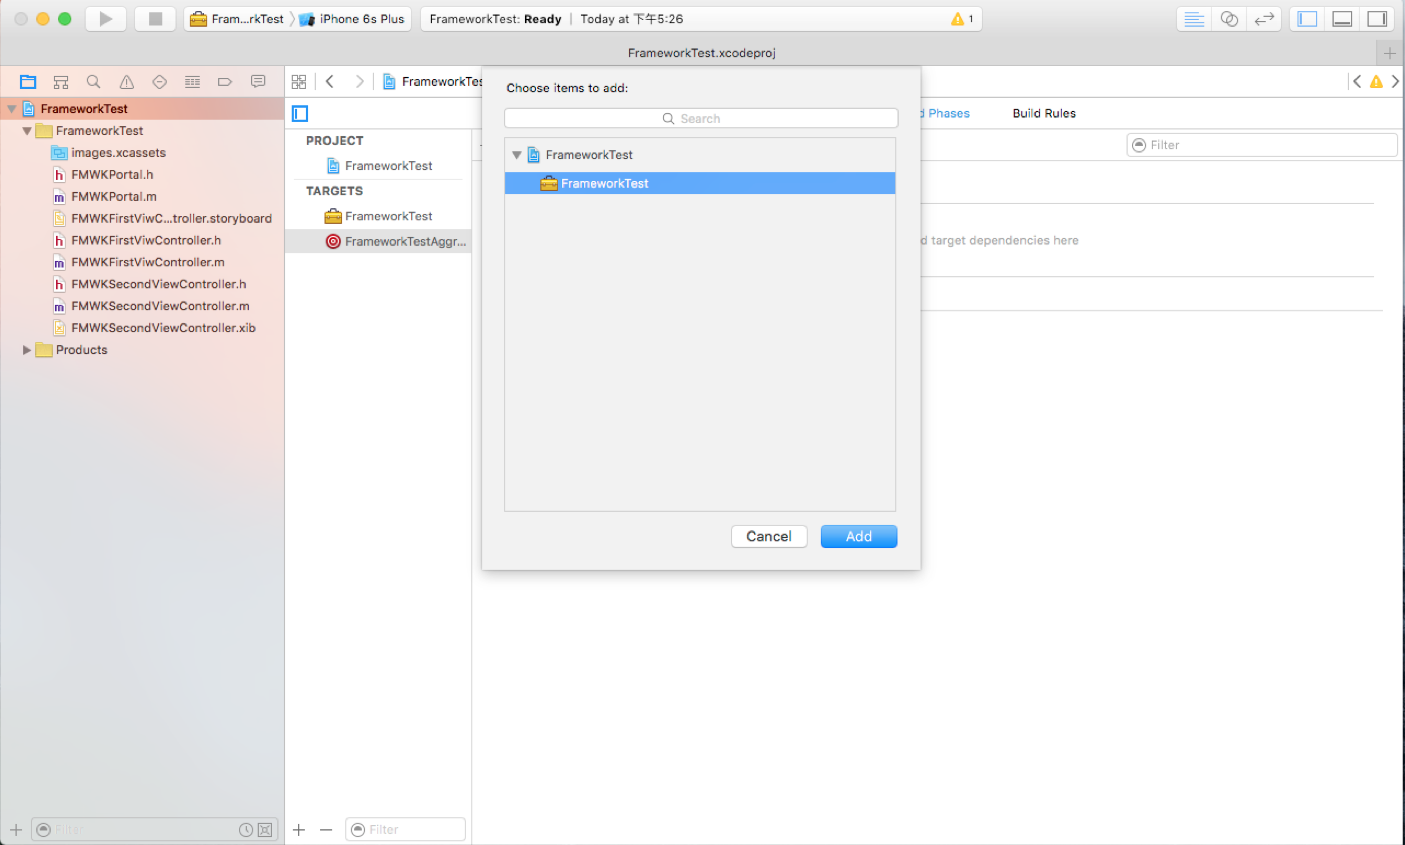 Fram...rkTest
iPhone 6s Plus
FrameworkTest: Ready | Today at 下午5:26
1
FrameworkTest.xcodeproj
FrameworkTest
FrameworkTest
images.xcassets
FMWKPortal.h
FMWKPortal.m
FMWKFirstViwC...troller.storyboard
FMWKFirstViwController.h
FMWKFirstViwController.m
FMWKSecondViewController.h
FMWKSecondViewController.m
FMWKSecondViewController.xib
Products
Filter
FrameworkTes
PROJECT
FrameworkTest
TARGETS
FrameworkTest
FrameworkTestAggr...
Filter
Choose items to add:
Search
FrameworkTest
FrameworkTest
Cancel
Add
d Phases
Build Rules
Filter
d target dependencies here